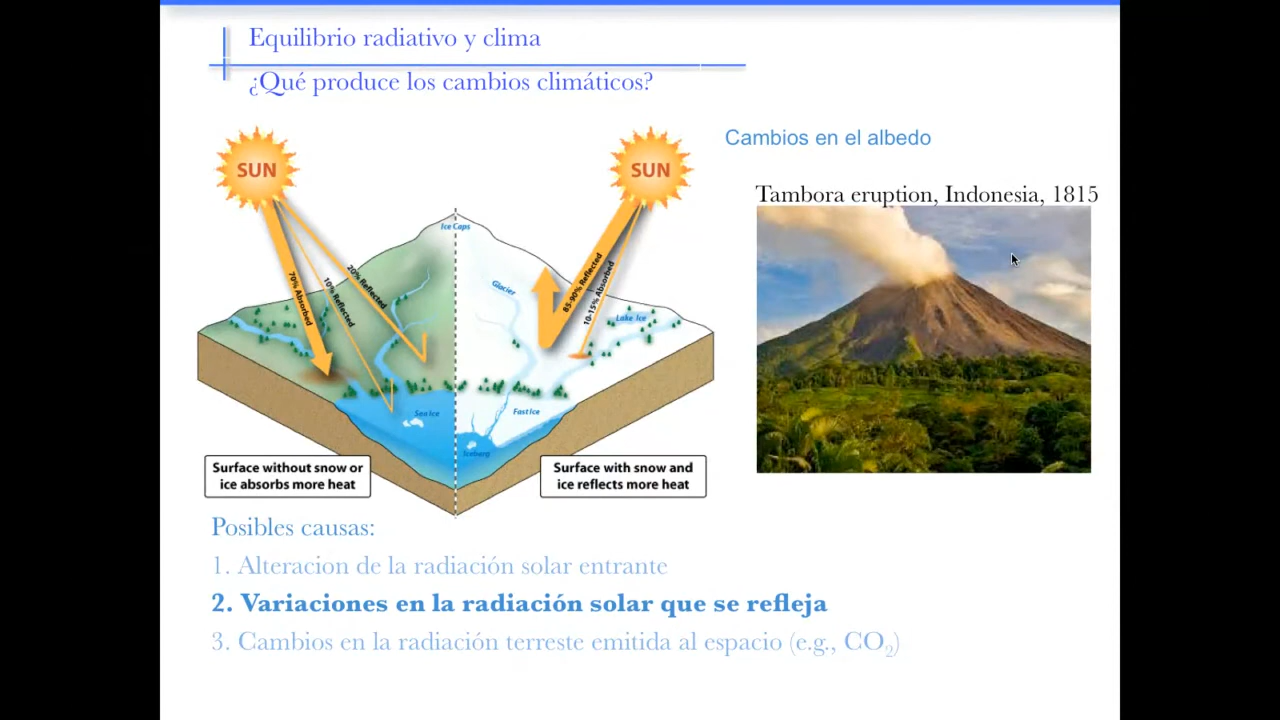 Equilibrio radiativo y clima
¿Qué produce los cambios climáticos?
Cambios en el albedo
Tambora eruption, Indonesia, 1815
SUN
SUN
Ice Caps
70% Absorbed
10% Reflected
20% Reflected
Glacier
85-90% Reflected
10-15% Absorbed
Lake Ice
Sea Ice
Fast Ice
Iceberg
Surface without snow or
ice absorbs more heat
Surface with snow and
ice reflects more heat
Posibles causas:
1. Alteracion de la radiación solar entrante
2. Variaciones en la radiación solar que se refleja
3. Cambios en la radiación terreste emitida al espacio (e.g., CO₂)